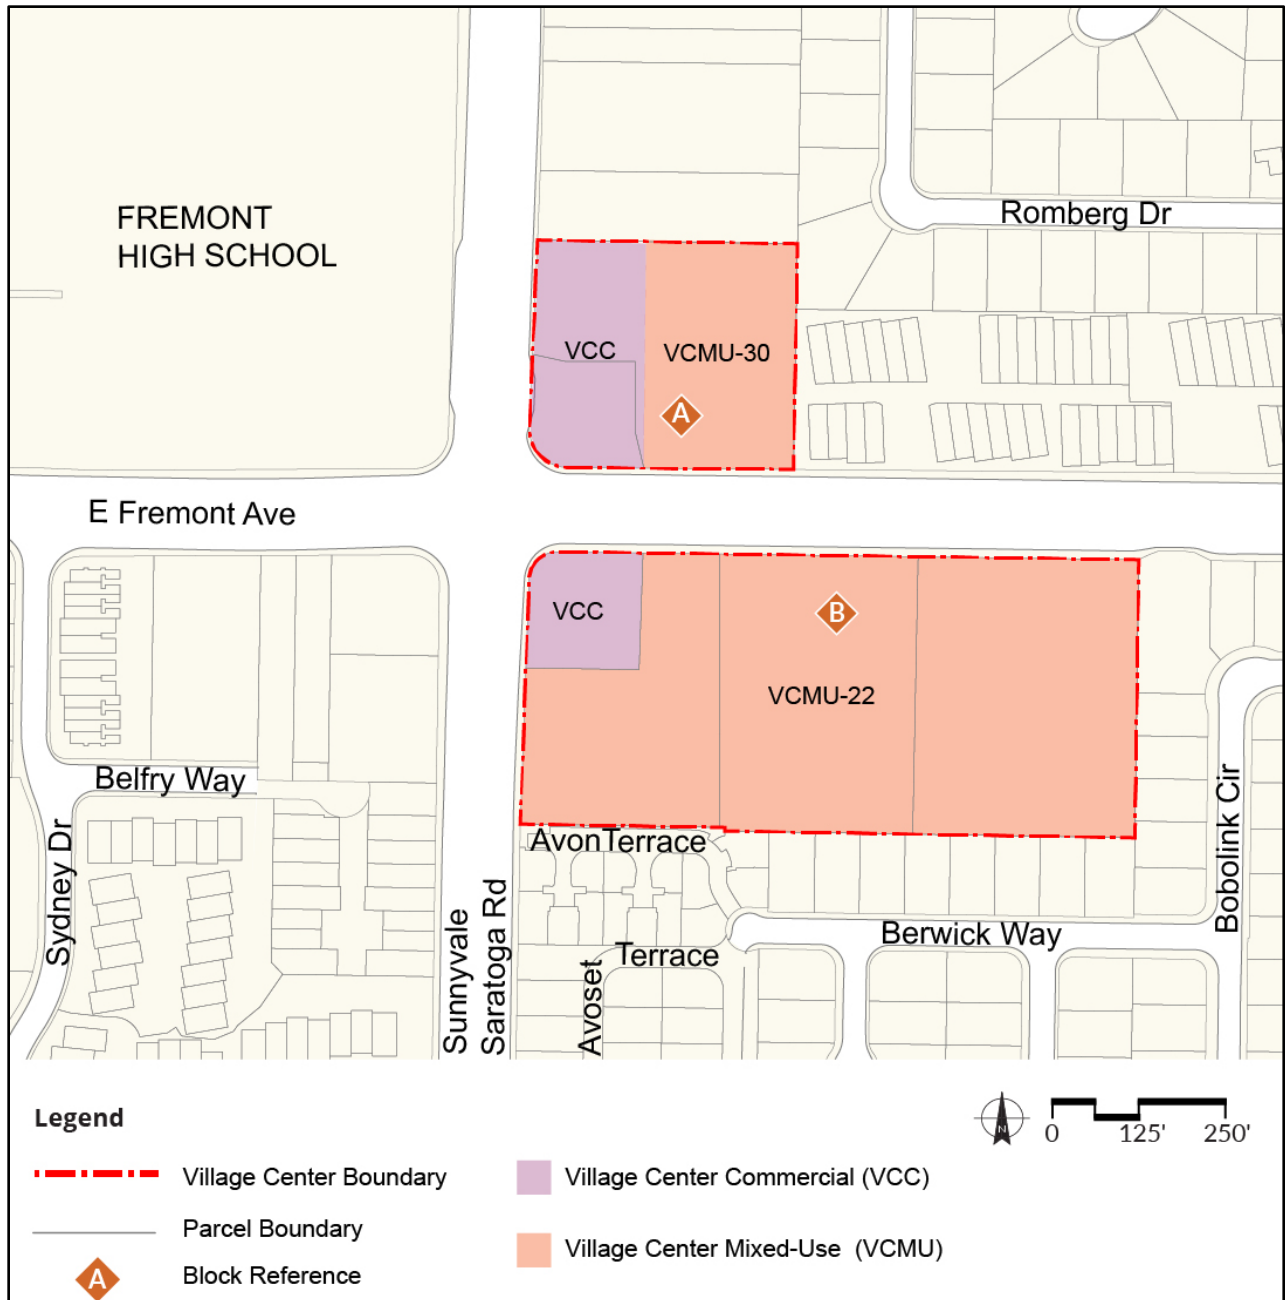 FREMONT
HIGH SCHOOL
Romberg Dr
VCC
VCMU-30
A
E Fremont Ave
VCC
B
VCMU-22
Belfry Way
Sydney Dr
AvonTerrace
Bobolink Cir
Sunnyvale
Saratoga Rd
Berwick Way
Terrace
Avoset
Legend
N
0 125' 250'
Village Center Boundary
Village Center Commercial (VCC)
Parcel Boundary
Village Center Mixed-Use (VCMU)
A
Block Reference